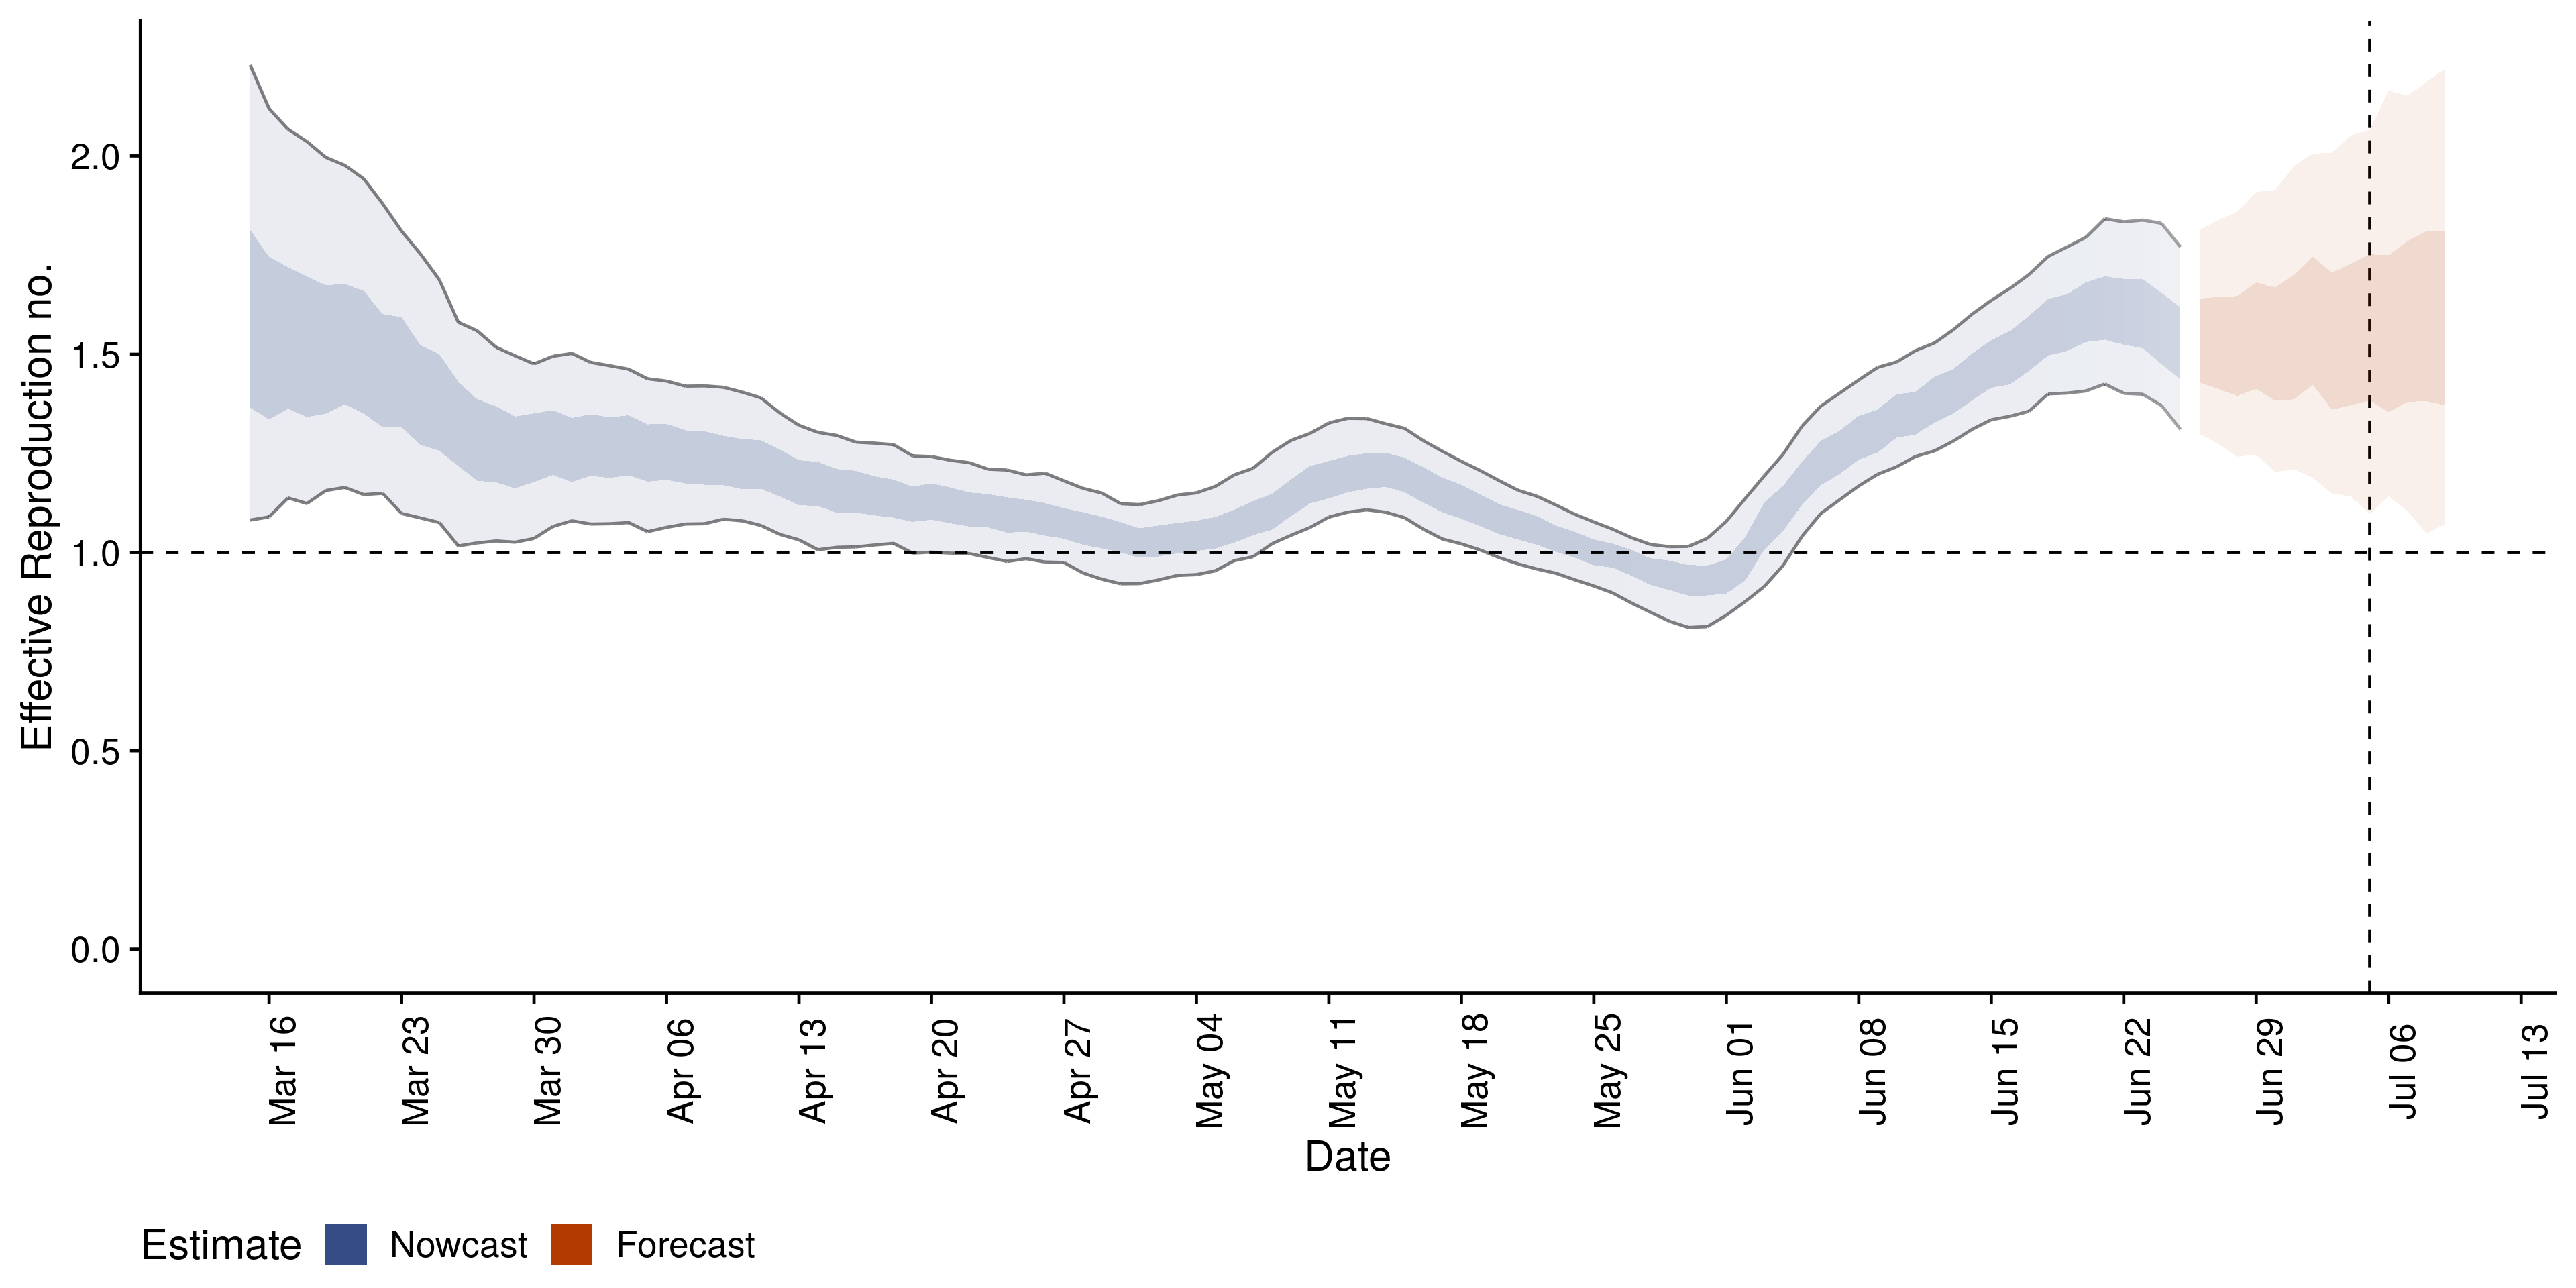 Effective Reproduction no.
2.0
1.5
1.0
0.5
0.0
Mar 16
Mar 23
Mar 30
Apr 06
Apr 13
Apr 20
Apr 27
May 04
May 11
May 18
May 25
Jun 01
Jun 08
Jun 15
Jun 22
Jun 29
Jul 06
Jul 13
Date
Estimate Nowcast Forecast